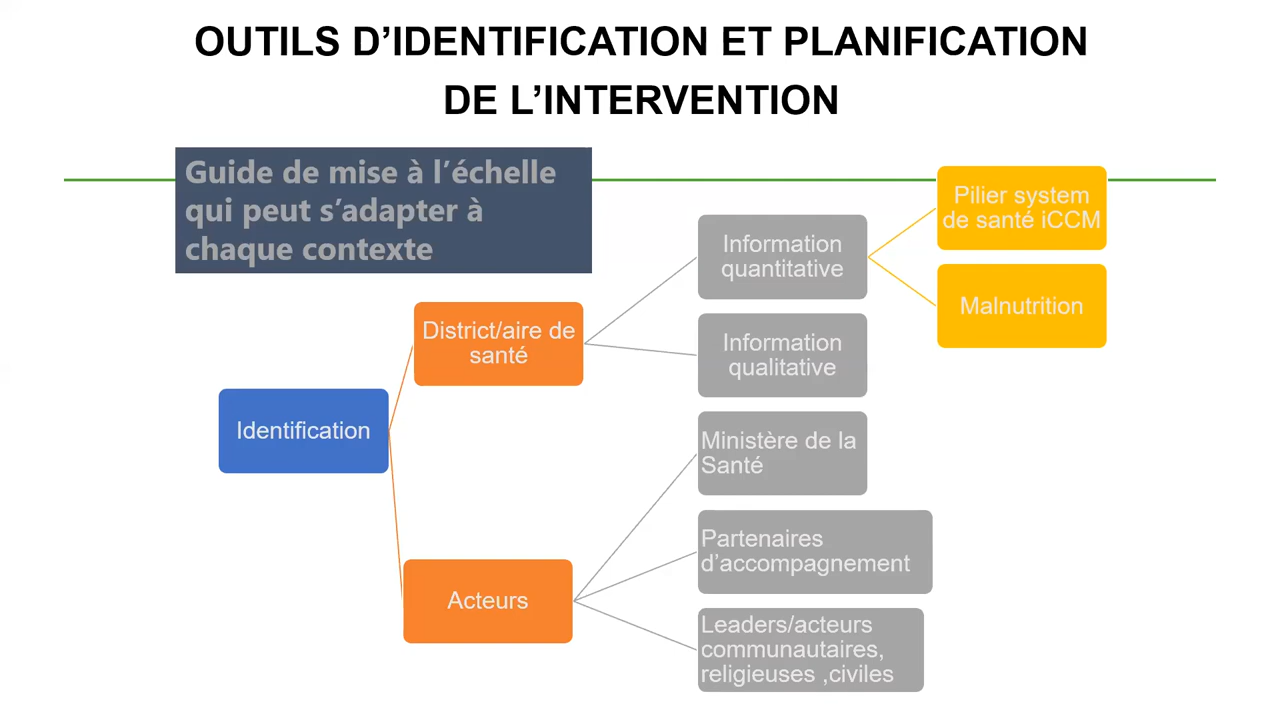 OUTILS D’IDENTIFICATION ET PLANIFICATION
DE L’INTERVENTION
Guide de mise à l’échelle
qui peut s’adapter à
chaque contexte
Identification
District/aire de
santé
Acteurs
Information
quantitative
Information
qualitative
Ministère de la
Santé
Partenaires
d’accompagnement
Leaders/acteurs
communautaires,
religieuses ,civiles
Pilier system
de santé iCCM
Malnutrition